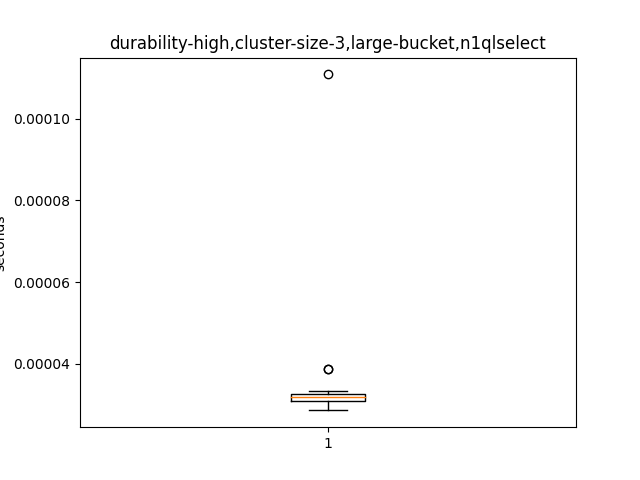 durability-high,cluster-size-3,large-bucket,n1qlselect
0.00010
0.00008
0.00006
0.00004
seconds
1